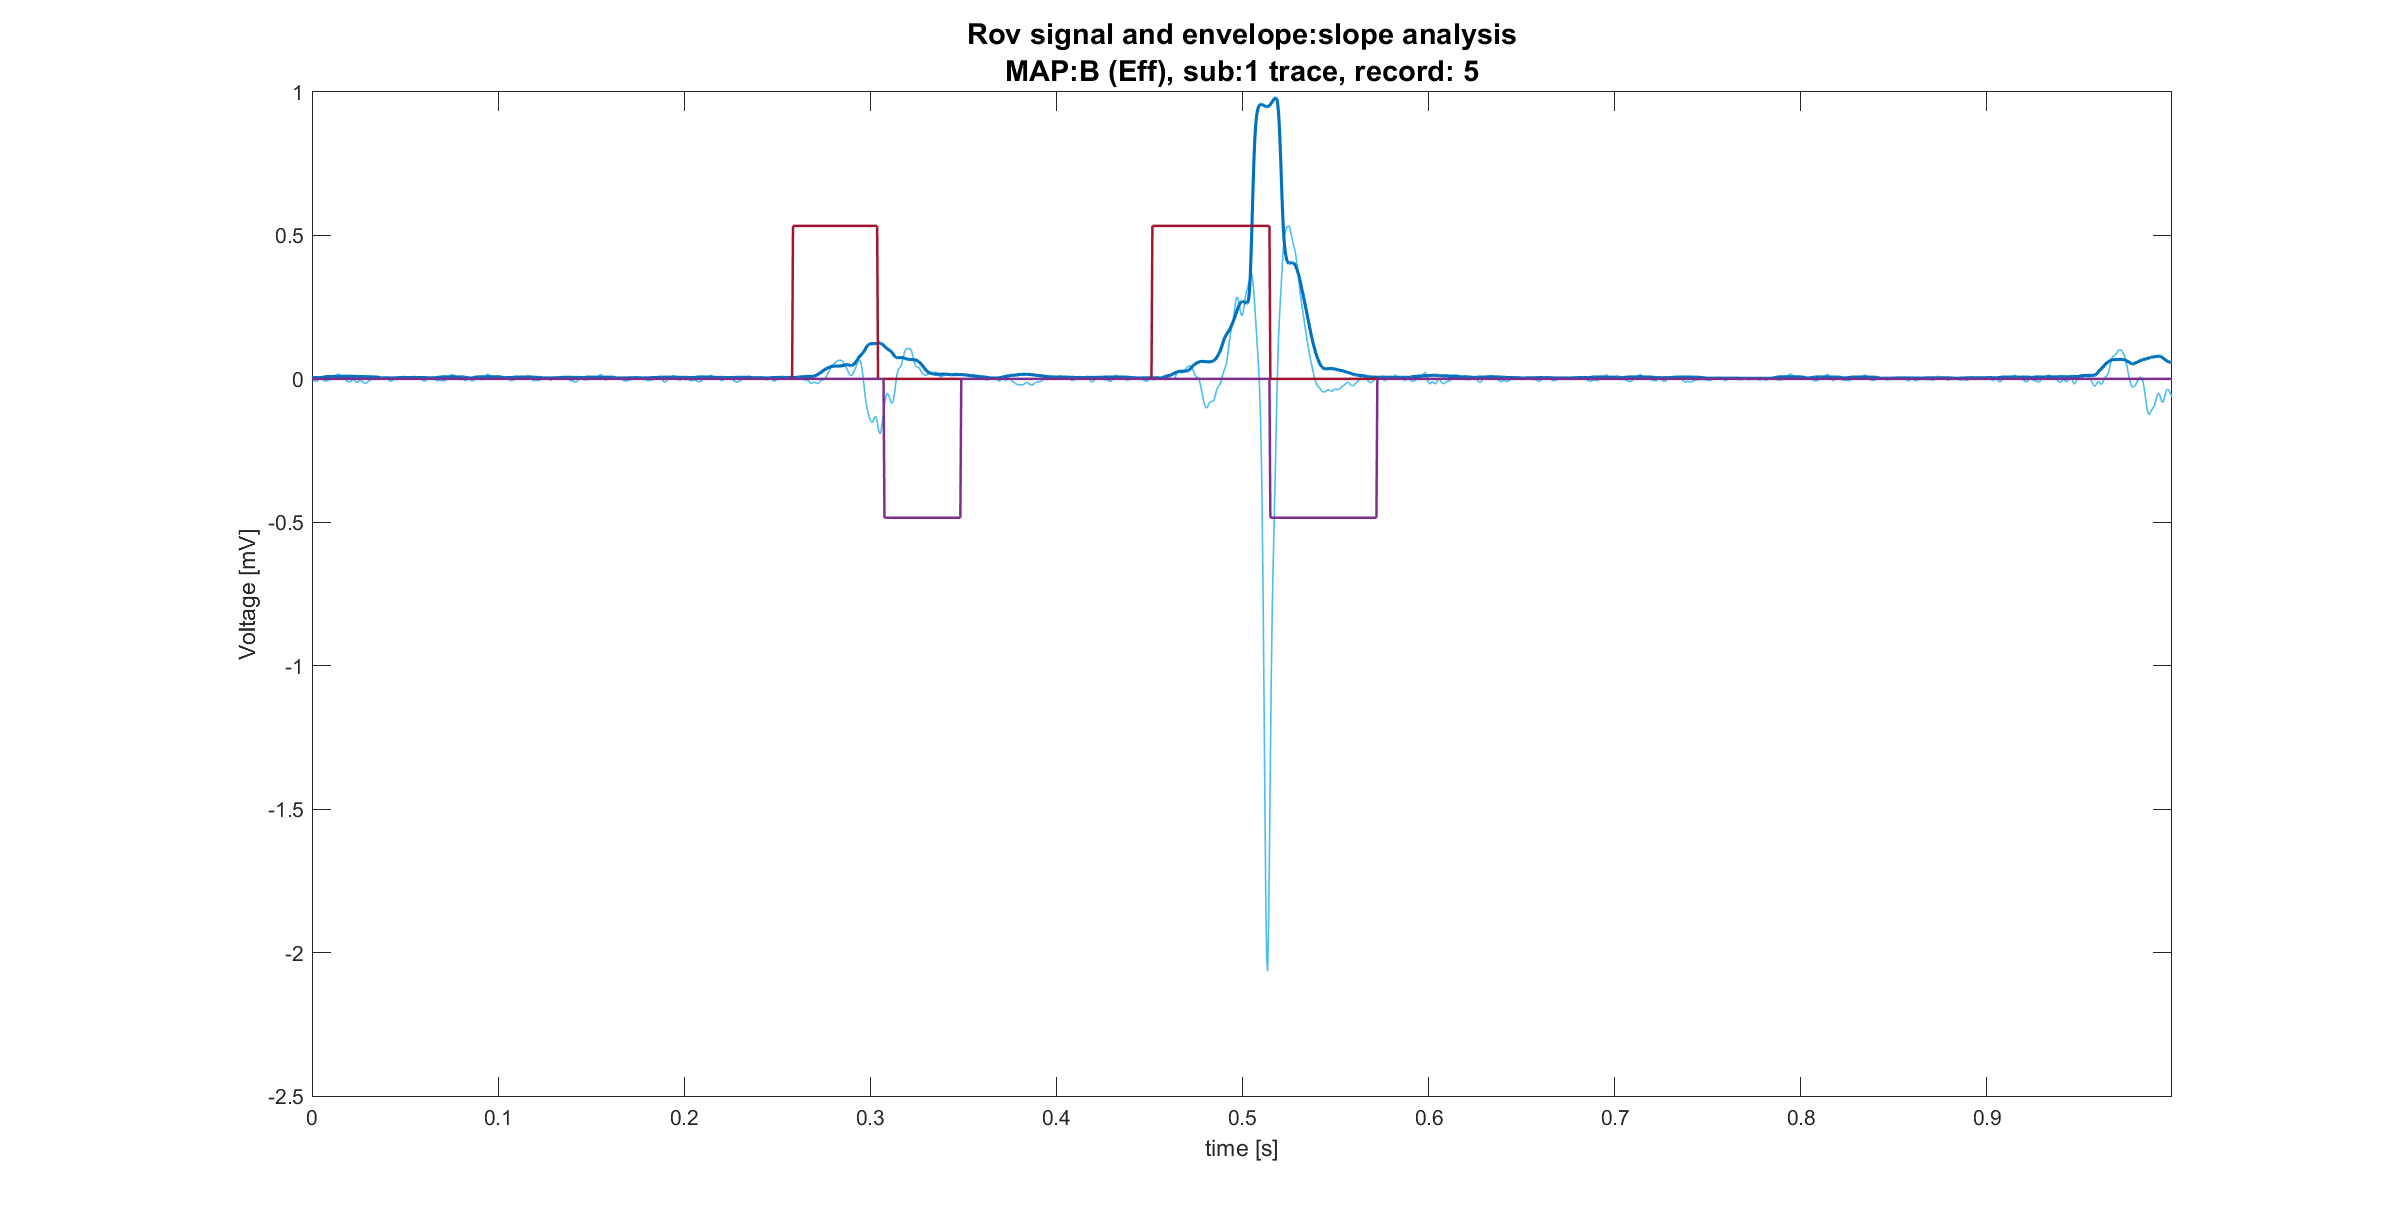 Rov signal and envelope:slope analysis
MAP:B (Eff), sub:1 trace, record: 5
1
0.5
0
-0.5
-1
-1.5
-2
-2.5
Voltage [mV]
0 0.1 0.2 0.3 0.4 0.5 0.6 0.7 0.8 0.9
time [s]